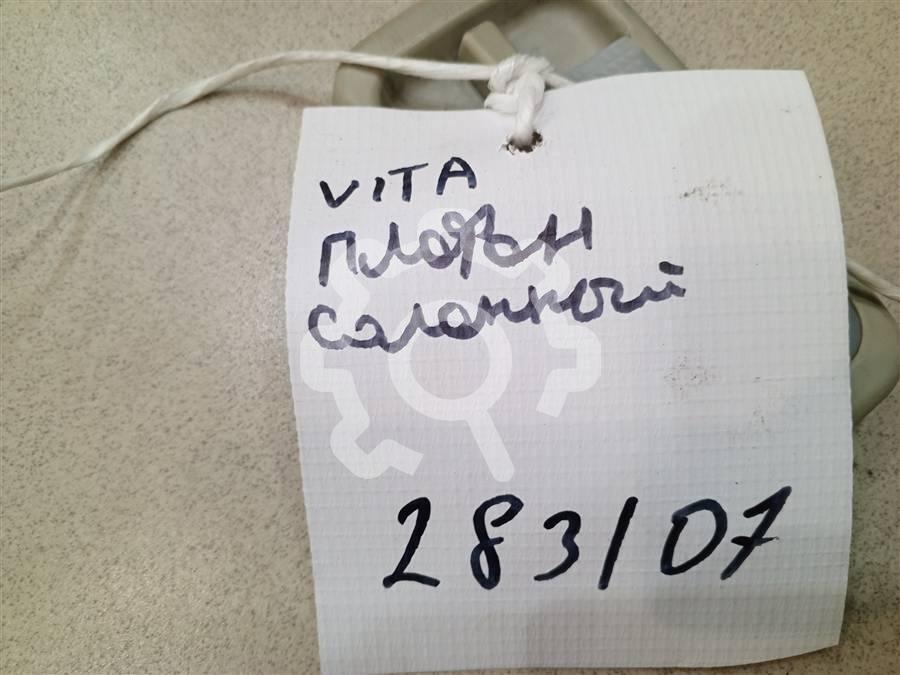 VITA
Плафон
салонный
283/07